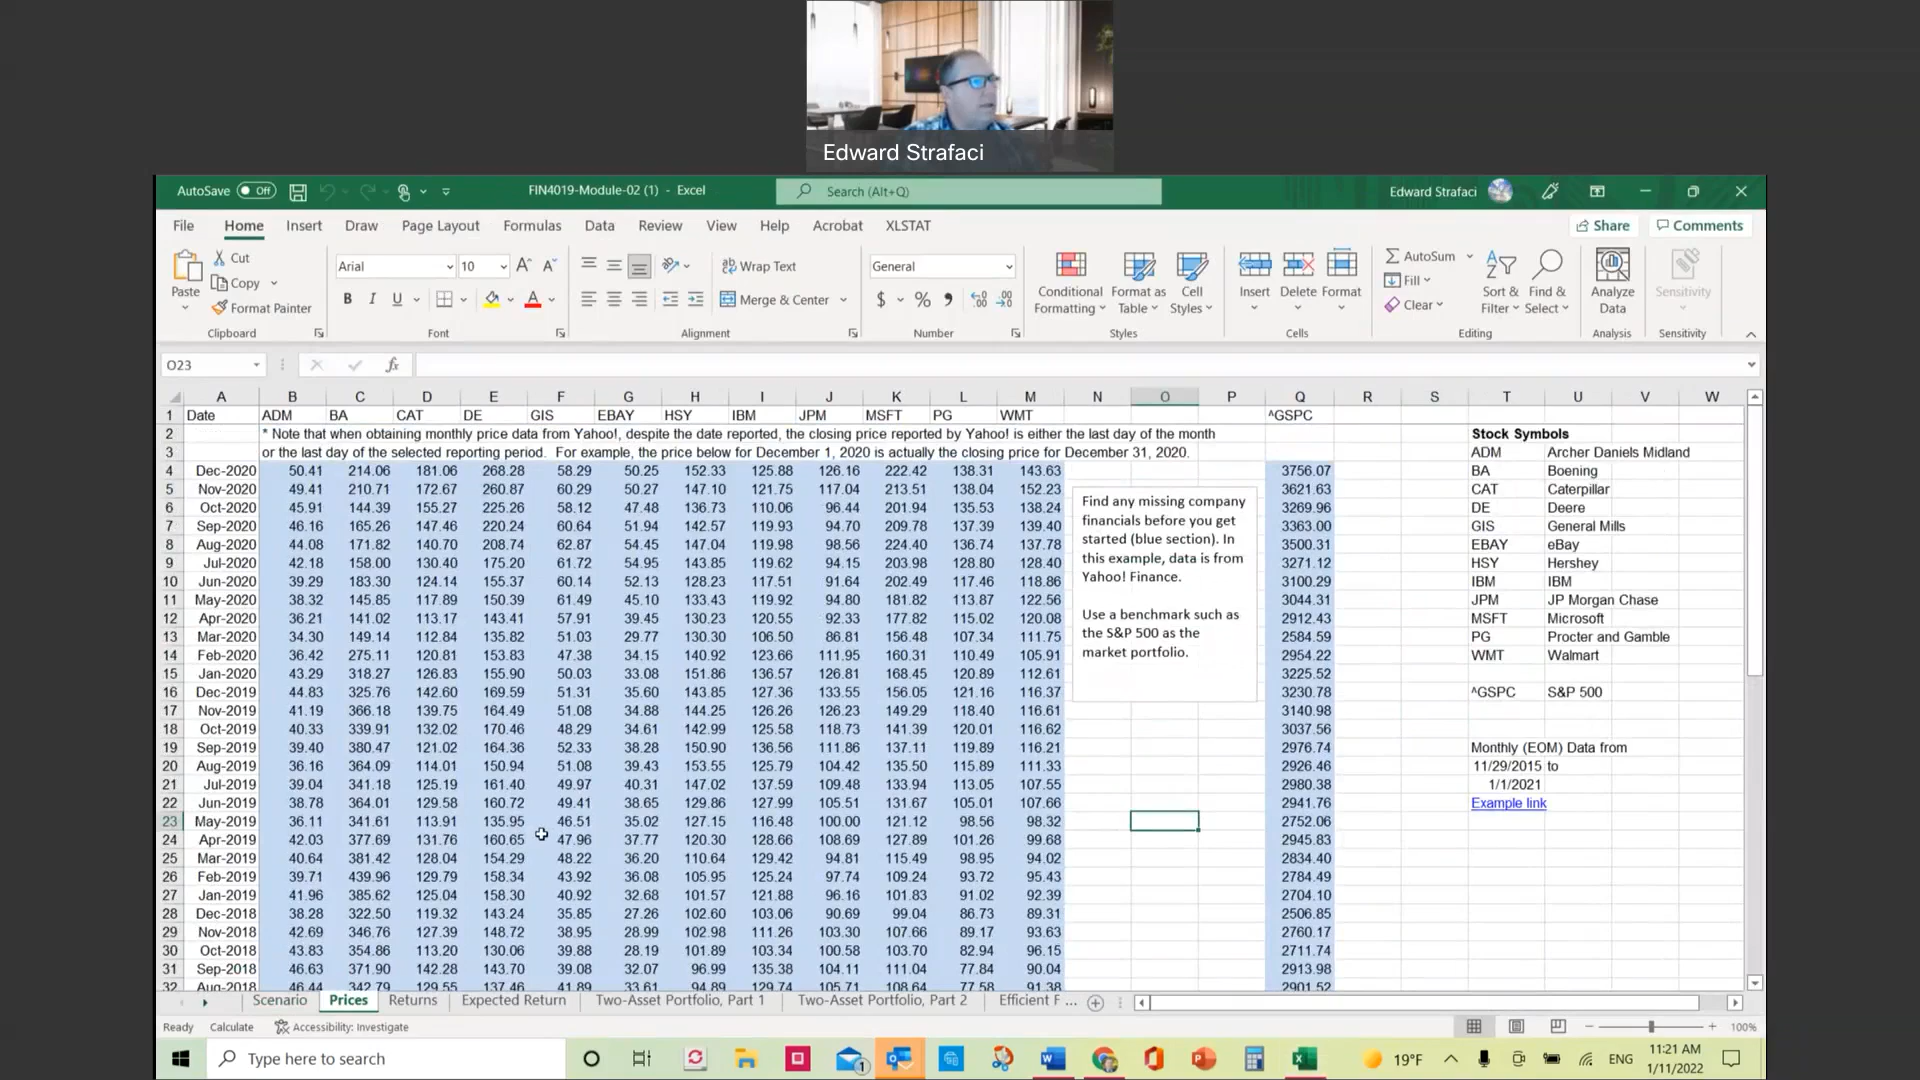 Edward Strafaci
AutoSave Off FIN4019-Module-02 (1) - Excel Search (Alt+Q) Edward Strafaci
File Home Insert Draw Page Layout Formulas Data Review View Help Acrobat XLSTAT Share Comments
Paste Cut Copy Format Painter Clipboard
Arial 10 B I U Font
Wrap Text Merge & Center Alignment
General $ % Number
Conditional Formatting Format as Table Cell Styles Styles
Insert Delete Format Cells
AutoSum Fill Clear Sort & Filter Find & Select Editing
Analyze Data Analysis
Sensitivity Sensitivity
O23 fx
A B C D E F G H I J K L M N O P Q R S T U V W
1 Date ADM BA CAT DE GIS EBAY HSY IBM JPM MSFT PG WMT ^GSPC
2 * Note that when obtaining monthly price data from Yahoo!, despite the date reported, the closing price reported by Yahoo! is either the last day of the month Stock Symbols
3 or the last day of the selected reporting period. For example, the price below for December 1, 2020 is actually the closing price for December 31, 2020. ADM Archer Daniels Midland
4 Dec-2020 50.41 214.06 181.06 268.28 58.29 50.25 152.33 125.88 126.16 222.42 138.31 143.63 3756.07 BA Boening
5 Nov-2020 49.41 210.71 172.67 260.87 60.29 50.27 147.10 121.75 117.04 213.51 138.04 152.23 3621.63 CAT Caterpillar
6 Oct-2020 45.91 144.39 155.27 225.26 58.12 47.48 136.73 110.06 96.44 201.94 135.53 138.24 3269.96 DE Deere
7 Sep-2020 46.16 165.26 147.46 220.24 60.64 51.94 142.57 119.93 94.70 209.78 137.39 139.40 3363.00 GIS General Mills
8 Aug-2020 44.08 171.82 140.70 208.74 62.87 54.45 147.04 119.98 98.56 224.40 136.74 137.78 3500.31 EBAY eBay
9 Jul-2020 42.18 158.00 130.40 175.20 61.72 54.95 143.85 119.62 94.15 203.98 128.80 128.40 3271.12 HSY Hershey
10 Jun-2020 39.29 183.30 124.14 155.37 60.14 52.13 128.23 117.51 91.64 202.49 117.46 118.86 3100.29 IBM IBM
11 May-2020 38.32 145.85 117.89 150.39 61.49 45.10 133.43 119.92 94.80 181.82 113.87 122.56 3044.31 JPM JP Morgan Chase
12 Apr-2020 36.21 141.02 113.17 143.41 57.91 39.45 130.23 120.55 92.33 177.82 115.02 120.08 2912.43 MSFT Microsoft
13 Mar-2020 34.30 149.14 112.84 135.82 51.03 29.77 130.30 106.50 86.81 156.48 107.34 111.75 2584.59 PG Procter and Gamble
14 Feb-2020 36.42 275.11 120.81 153.83 47.38 34.15 140.92 123.66 111.95 160.31 110.49 105.91 2954.22 WMT Walmart
15 Jan-2020 43.29 318.27 126.83 155.90 50.03 33.08 151.86 136.57 126.81 168.45 120.89 112.61 3225.52
16 Dec-2019 44.83 325.76 142.60 169.59 51.31 35.60 143.85 127.36 133.55 156.05 121.16 116.37 3230.78 ^GSPC S&P 500
17 Nov-2019 41.19 366.18 139.75 164.49 51.08 34.88 144.25 126.26 126.23 149.29 118.40 116.61 3140.98
18 Oct-2019 40.33 339.91 132.02 170.46 48.29 34.61 142.99 125.58 118.73 141.39 120.01 116.62 3037.56
19 Sep-2019 39.40 380.47 121.02 164.36 52.33 38.28 150.90 136.56 111.86 137.11 119.89 116.21 2976.74 Monthly (EOM) Data from
20 Aug-2019 36.16 364.09 114.01 150.94 51.08 39.43 153.55 125.79 104.42 135.50 115.89 111.33 2926.46 11/29/2015 to
21 Jul-2019 39.04 341.18 125.19 161.40 49.97 40.31 147.02 137.59 109.48 133.94 113.05 107.55 2980.38 1/1/2021
22 Jun-2019 38.78 364.01 129.58 160.72 49.41 38.65 129.86 127.99 105.51 131.67 105.01 107.66 2941.76 Example link
23 May-2019 36.11 341.61 113.91 135.95 46.51 35.02 127.15 116.48 100.00 121.12 98.56 98.32 2752.06
24 Apr-2019 42.03 377.69 131.76 160.65 47.96 37.77 120.30 128.66 108.69 127.89 101.26 99.68 2945.83
25 Mar-2019 40.64 381.42 128.04 154.29 48.22 36.20 110.64 129.42 94.81 115.49 98.95 94.02 2834.40
26 Feb-2019 39.71 439.96 129.79 158.34 43.92 36.08 105.95 125.24 97.74 109.24 93.72 95.43 2784.49
27 Jan-2019 41.96 385.62 125.04 158.30 40.92 32.68 101.57 121.88 96.16 101.83 91.02 92.39 2704.10
28 Dec-2018 38.28 322.50 119.32 143.24 35.85 27.26 102.60 103.06 90.69 99.04 86.73 89.31 2506.85
29 Nov-2018 42.69 346.76 127.39 148.72 38.95 28.99 102.98 111.26 103.30 107.66 89.17 93.63 2760.17
30 Oct-2018 43.83 354.86 113.20 130.06 39.88 28.19 101.89 103.34 100.58 103.70 82.94 96.15 2711.74
31 Sep-2018 46.63 371.90 142.28 143.70 39.08 32.07 96.99 135.38 104.11 111.04 77.84 90.04 2913.98
32 Aug-2018 46.44 342.79 129.55 137.46 41.89 33.61 94.89 129.74 105.71 108.64 77.58 91.38 2901.52
Find any missing company
financials before you get
started (blue section). In
this example, data is from
Yahoo! Finance.
Use a benchmark such as
the S&P 500 as the
market portfolio.
Scenario Prices Returns Expected Return Two-Asset Portfolio, Part 1 Two-Asset Portfolio, Part 2 Efficient F ...
Ready Calculate Accessibility: Investigate 100%
Type here to search 1 19°F ENG 11:21 AM
1/11/2022